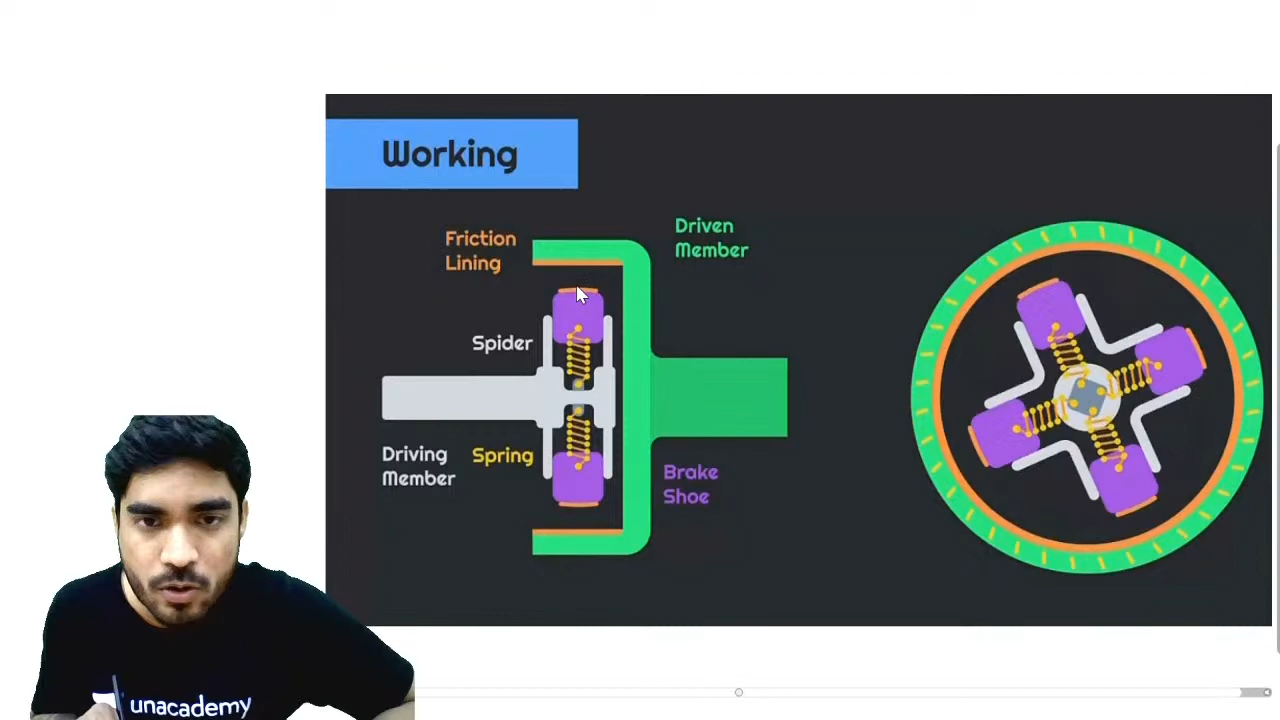 Working
Friction
Lining
Driven
Member
Spider
Driving
Member
Spring
Brake
Shoe
unacademy